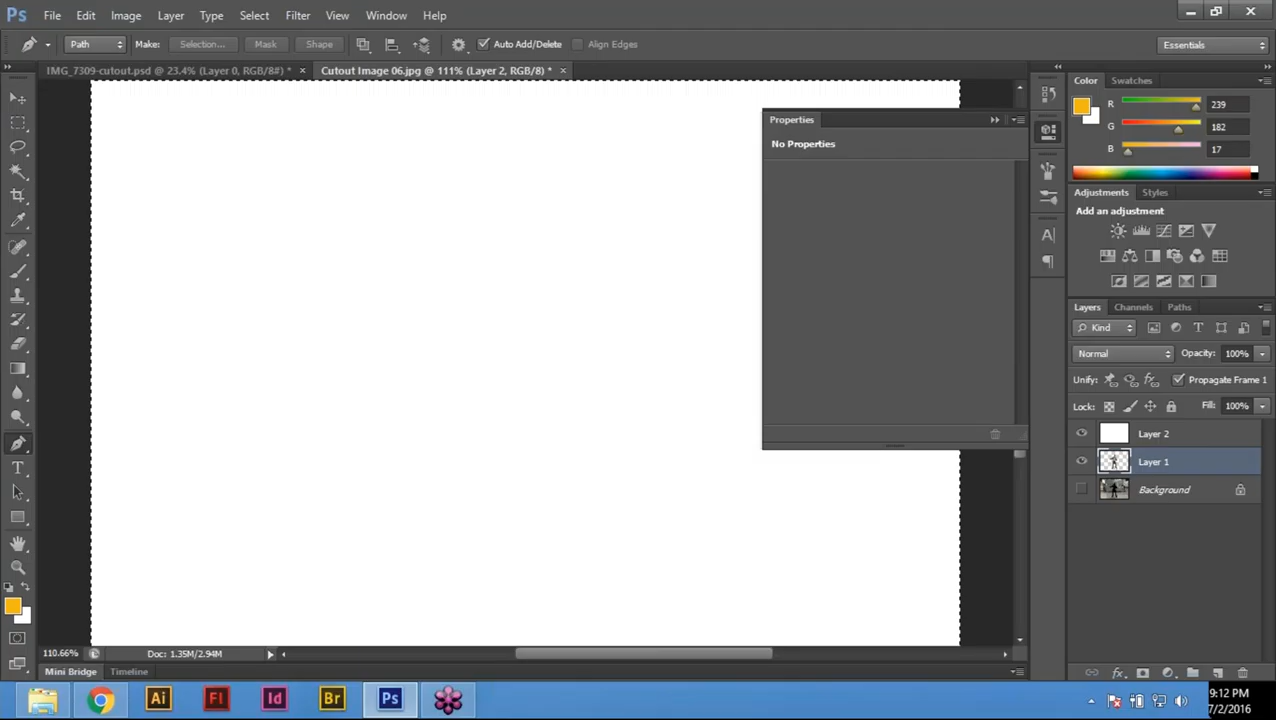 Ps File Edit Image Layer Type Select Filter View Window Help
Path Make: Selection... Mask Shape Auto Add/Delete Align Edges Essentials
IMG_7309-cutout.psd @ 23.4% (Layer 0, RGB/8#) * × Cutout Image 06.jpg @ 111% (Layer 2, RGB/8) * ×
Color Swatches
R 239
G 182
B 17
Properties
No Properties
Adjustments Styles
Add an adjustment
Layers Channels Paths
Kind
Normal Opacity: 100%
Unify: Propagate Frame 1
Lock: Fill: 100%
Layer 2
Layer 1
Background
110.66% Doc: 1.35M/2.94M
Mini Bridge Timeline
Ai Fl Id Br Ps
9:12 PM
7/2/2016